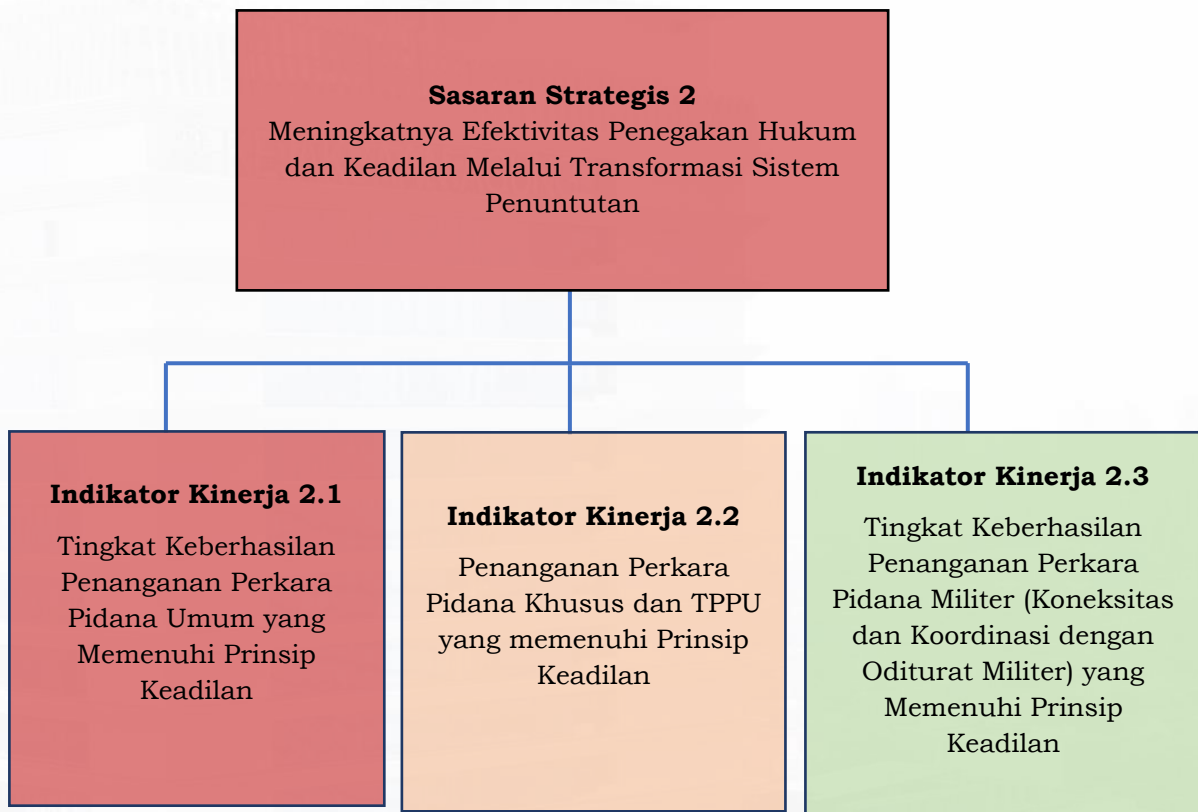 Sasaran Strategis 2
Meningkatnya Efektivitas Penegakan Hukum
dan Keadilan Melalui Transformasi Sistem
Penuntutan
Indikator Kinerja 2.1
Tingkat Keberhasilan
Penanganan Perkara
Pidana Umum yang
Memenuhi Prinsip
Keadilan
Indikator Kinerja 2.2
Penanganan Perkara
Pidana Khusus dan TPPU
yang memenuhi Prinsip
Keadilan
Indikator Kinerja 2.3
Tingkat Keberhasilan
Penanganan Perkara
Pidana Militer (Koneksitas
dan Koordinasi dengan
Oditurat Militer) yang
Memenuhi Prinsip
Keadilan